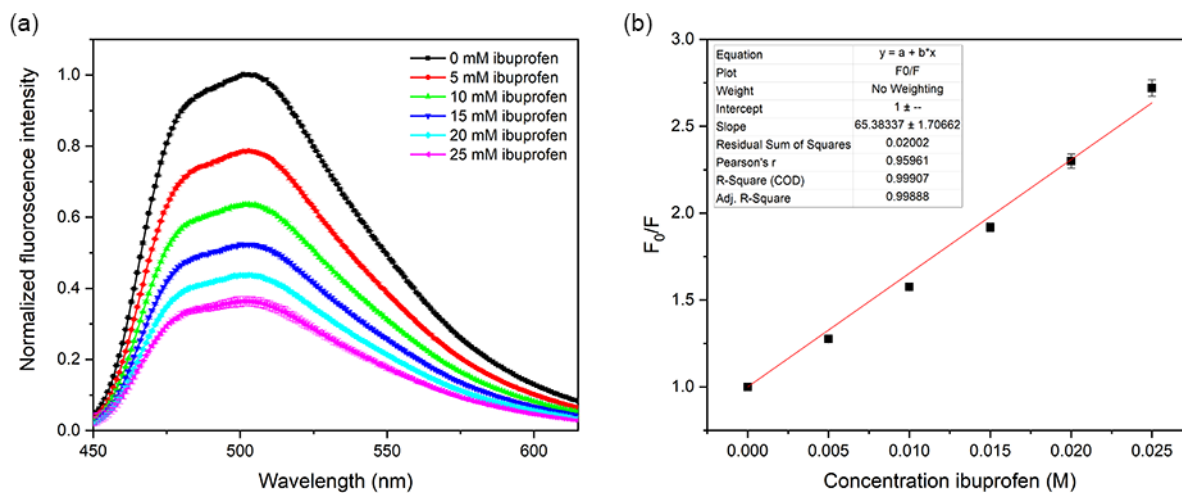 (a)
Normalized fluoroscence intensity
1.0
0.8
0.6
0.4
0.2
0.0
450
500
550
600
Wavelength (nm)
0 mM ibuprofen
5 mM ibuprofen
10 mM ibuprofen
15 mM ibuprofen
20 mM ibuprofen
25 mM ibuprofen
(b)
F0/F
3.0
2.5
2.0
1.5
1.0
0.000
0.005
0.010
0.015
0.020
0.025
Concentration ibuprofen (M)
Equation y = a + b*x
Plot F0/F
Weight No Weighting
Intercept 1 ± --
Slope 65.38337 ± 1.70662
Residual Sum of Squares 0.02002
Pearson's r 0.95961
R-Square (COD) 0.99907
Adj. R-Square 0.99888